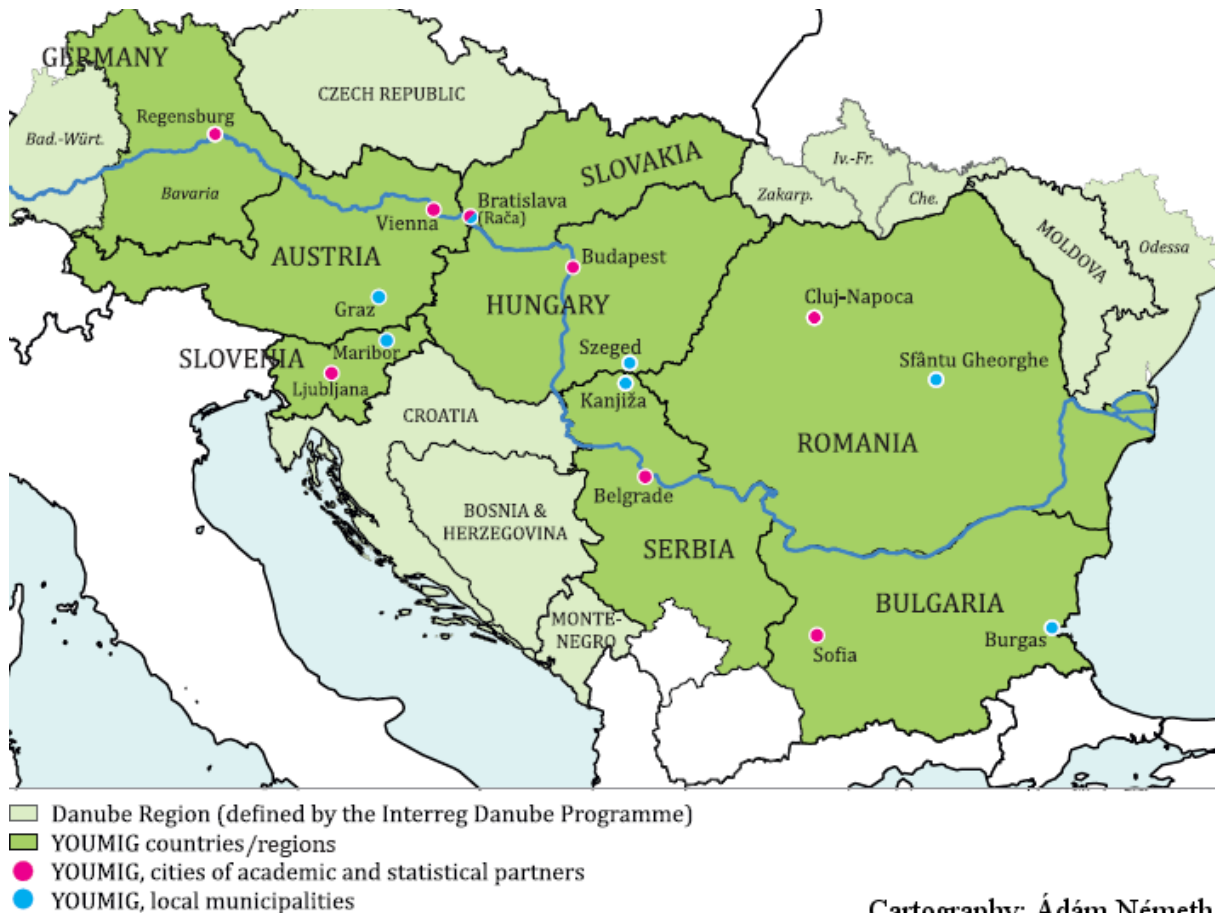 GERMANY
CZECH REPUBLIC
Regensburg
Bad.-Würt.
Bavaria
SLOVAKIA
Iv.-Fr.
Zakarp.
Che.
Vienna
Bratislava
(Rača)
MOLDOVA
Odessa
AUSTRIA
Budapest
Graz
HUNGARY
Cluj-Napoca
SLOVENIA
Maribor
Szeged
Sfântu Gheorghe
Ljubljana
Kanjiža
CROATIA
ROMANIA
Belgrade
BOSNIA &
HERZEGOVINA
SERBIA
BULGARIA
MONTE-
NEGRO
Burgas
Sofia
Danube Region (defined by the Interreg Danube Programme)
YOUMIG countries/regions
YOUMIG, cities of academic and statistical partners
YOUMIG, local municipalities
Cartography: Ádám Németh